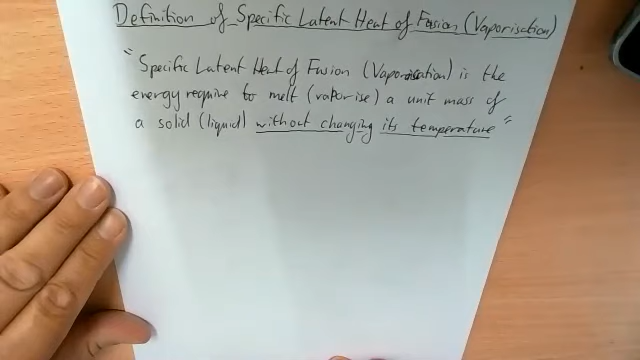 Definition of Specific Latent Heat of Fusion (Vaporisation)
"Specific Latent Heat of Fusion (Vaporisation) is the
energy require to melt (vaporise) a unit mass of
a solid (liquid) without changing its temperature"